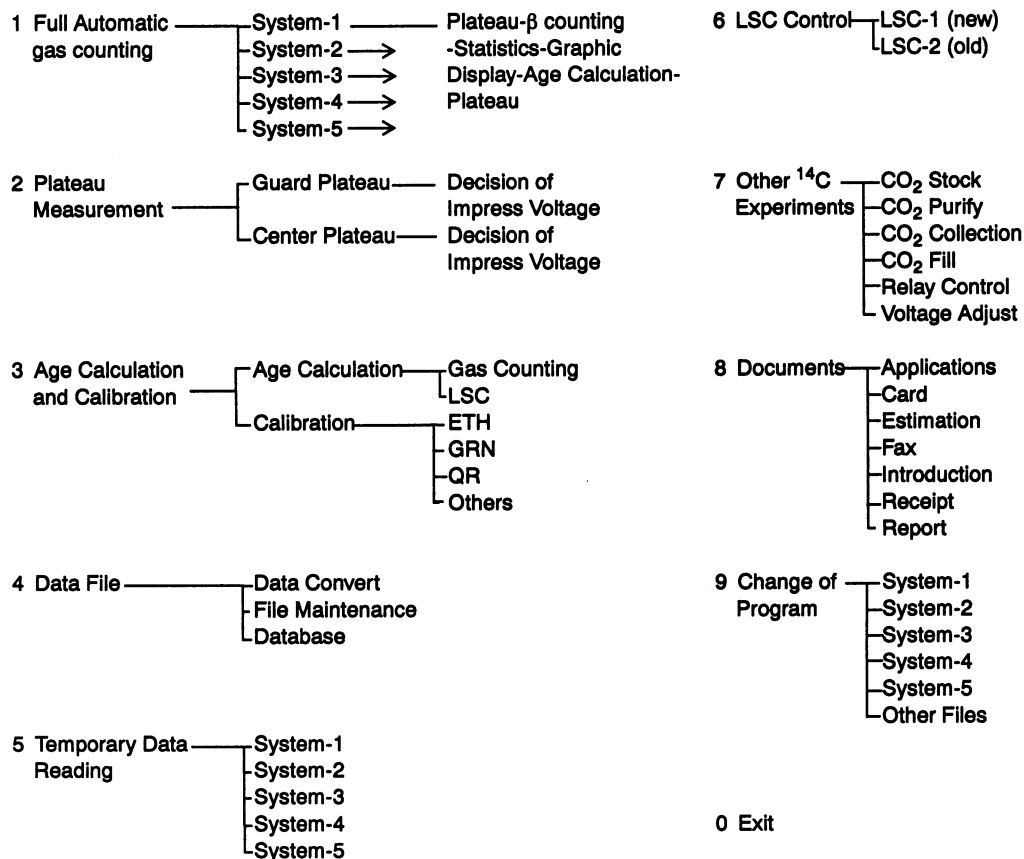 1 Full Automatic gas counting
System-1 Plateau-β counting
System-2 -Statistics-Graphic
System-3 Display-Age Calculation-
System-4 Plateau
System-5
2 Plateau Measurement
Guard Plateau Decision of Impress Voltage
Center Plateau Decision of Impress Voltage
3 Age Calculation and Calibration
Age Calculation Gas Counting
LSC
Calibration ETH
GRN
QR
Others
4 Data File Data Convert
File Maintenance
Database
5 Temporary Data Reading
System-1
System-2
System-3
System-4
System-5
6 LSC Control LSC-1 (new)
LSC-2 (old)
7 Other ¹⁴C Experiments
CO₂ Stock
CO₂ Purify
CO₂ Collection
CO₂ Fill
Relay Control
Voltage Adjust
8 Documents Applications
Card
Estimation
Fax
Introduction
Receipt
Report
9 Change of Program
System-1
System-2
System-3
System-4
System-5
Other Files
0 Exit